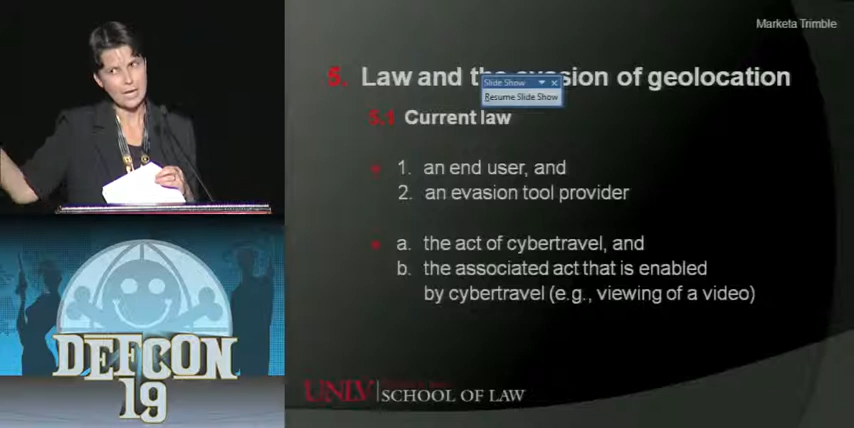 Marketa Trimble
5. Law and the evasion of geolocation
Slide Show
Resume Slide Show
5.1 Current law
1. an end user, and
2. an evasion tool provider
a. the act of cybertravel, and
b. the associated act that is enabled
by cybertravel (e.g., viewing of a video)
DEFCON
19
UNLV SCHOOL OF LAW